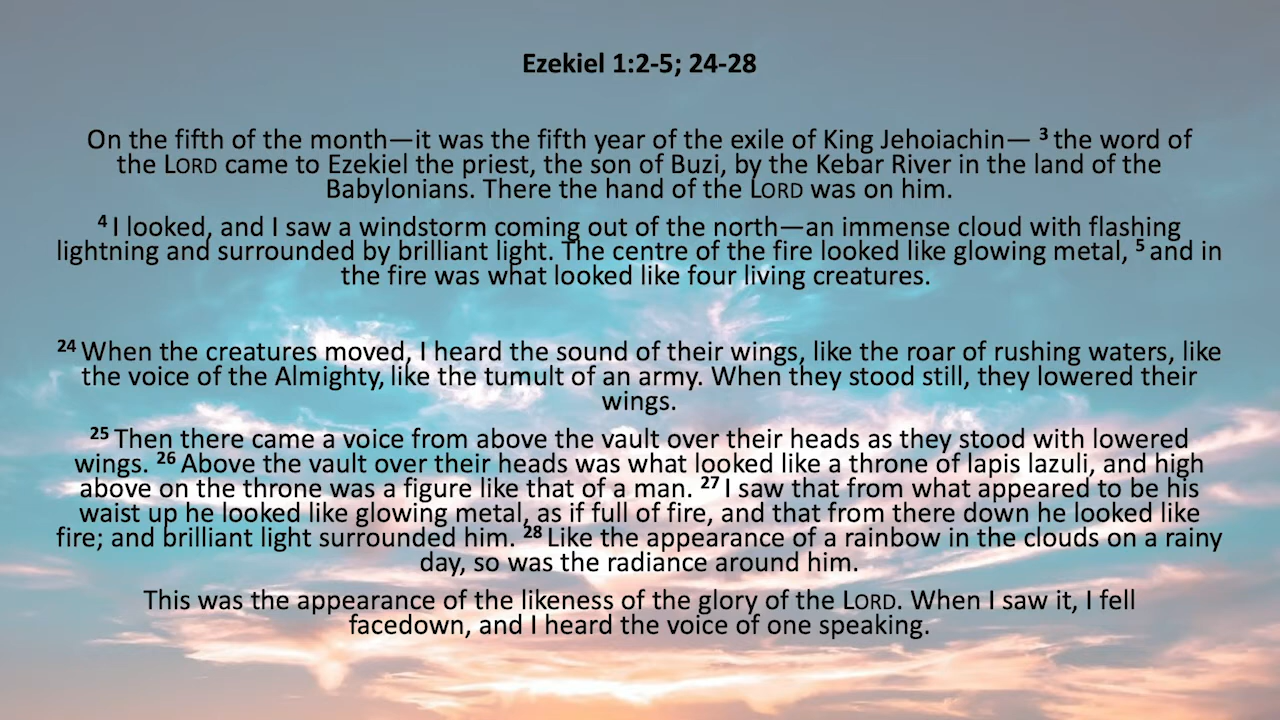 Ezekiel 1:2-5; 24-28
On the fifth of the month—it was the fifth year of the exile of King Jehoiachin— 3 the word of
the LORD came to Ezekiel the priest, the son of Buzi, by the Kebar River in the land of the
Babylonians. There the hand of the LORD was on him.
4 I looked, and I saw a windstorm coming out of the north—an immense cloud with flashing
lightning and surrounded by brilliant light. The centre of the fire looked like glowing metal, 5 and in
the fire was what looked like four living creatures.
24 When the creatures moved, I heard the sound of their wings, like the roar of rushing waters, like
the voice of the Almighty, like the tumult of an army. When they stood still, they lowered their
wings.
25 Then there came a voice from above the vault over their heads as they stood with lowered
wings. 26 Above the vault over their heads was what looked like a throne of lapis lazuli, and high
above on the throne was a figure like that of a man. 27 I saw that from what appeared to be his
waist up he looked like glowing metal, as if full of fire, and that from there down he looked like
fire; and brilliant light surrounded him. 28 Like the appearance of a rainbow in the clouds on a rainy
day, so was the radiance around him.
This was the appearance of the likeness of the glory of the LORD. When I saw it, I fell
facedown, and I heard the voice of one speaking.